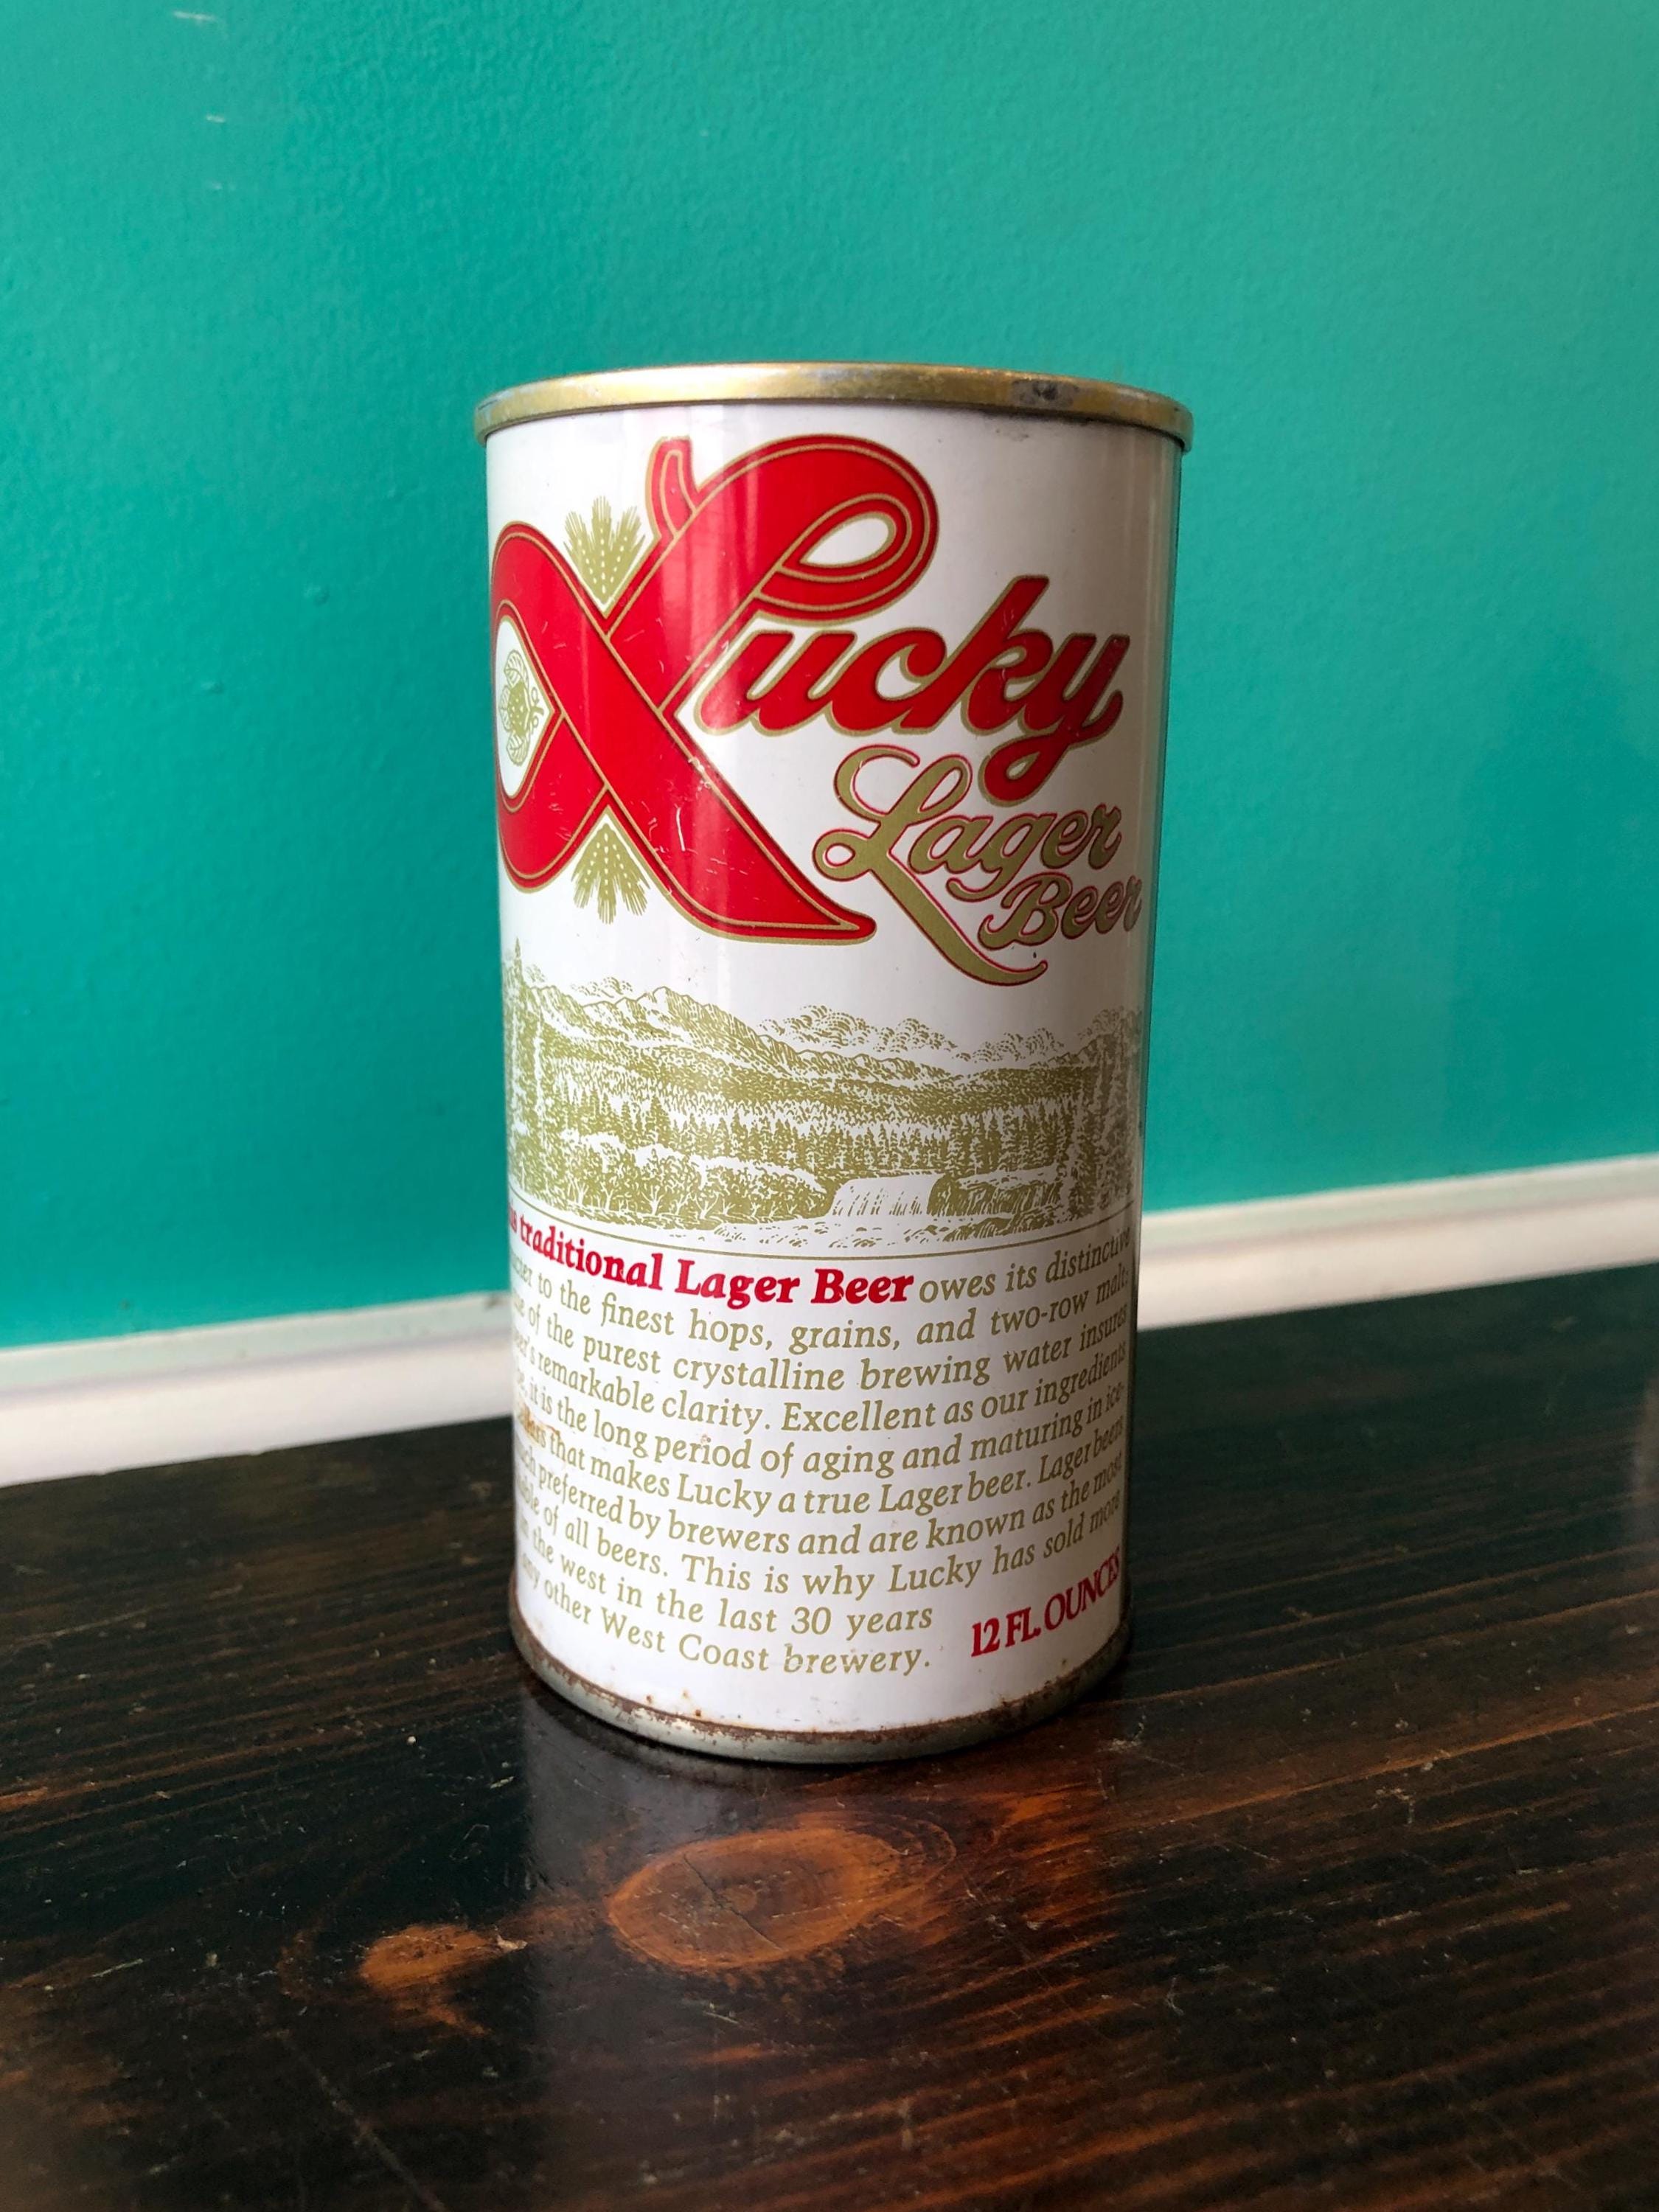 Lucky
Lager
Beer
traditional Lager Beer owes its distinctive
to the finest hops, grains, and two-row malt;
of the purest crystalline brewing water insures
remarkable clarity. Excellent as our ingredients
it is the long period of aging and maturing in ice-
that makes Lucky a true Lager beer. Lager beers
preferred by brewers and are known as the most
of all beers. This is why Lucky has sold more
the west in the last 30 years
any other West Coast brewery.
12 FL. OUNCES